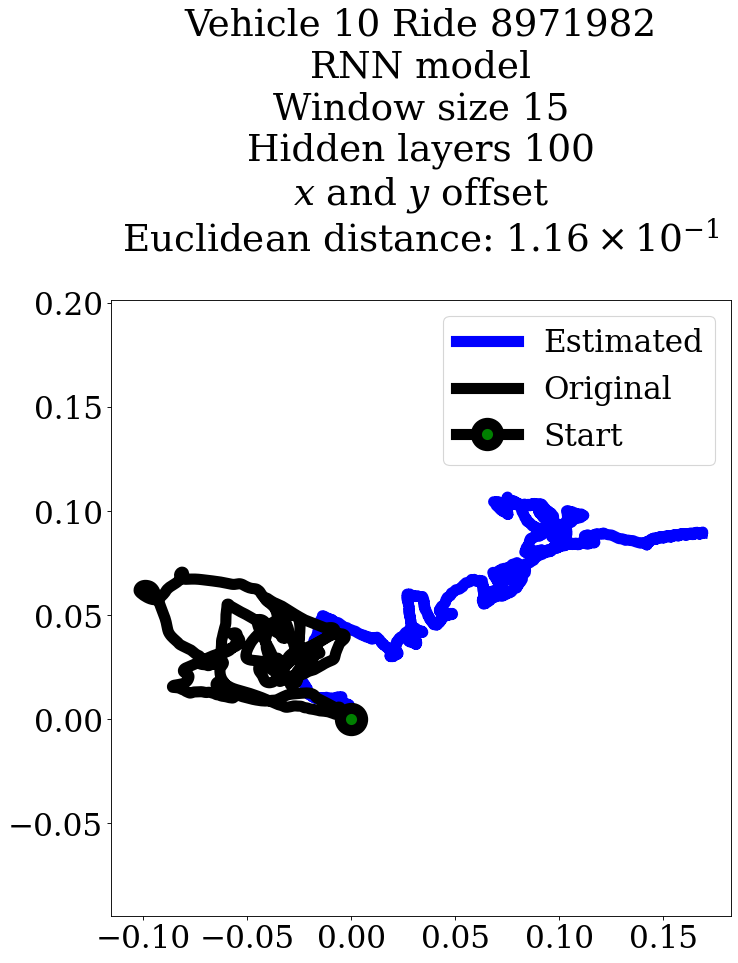 Vehicle 10 Ride 8971982
RNN model
Window size 15
Hidden layers 100
x and y offset
Euclidean distance: 1.16 × 10⁻¹
Estimated
Original
Start
0.20
0.15
0.10
0.05
0.00
−0.05
−0.10 −0.05 0.00 0.05 0.10 0.15